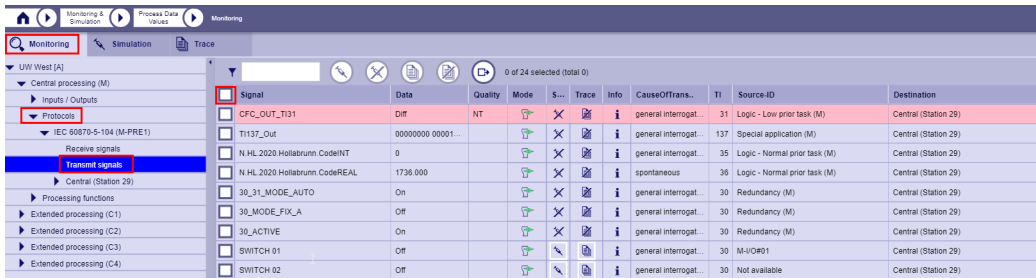 Monitoring & Simulation Process Data Values Monitoring
Monitoring Simulation Trace
UW West [A]
Central processing (M)
Inputs / Outputs
Protocols
IEC 60870-5-104 (M-PRE1)
Receive signals
Transmit signals
Central (Station 29)
Processing functions
Extended processing (C1)
Extended processing (C2)
Extended processing (C3)
Extended processing (C4)
0 of 24 selected (total 0)
Signal Data Quality Mode S... Trace Info CauseOfTrans.. TI Source-ID Destination
CFC_OUT_TI31 Diff NT general interrogat... 31 Logic - Low prior task (M) Central (Station 29)
TI137_Out 00000000 00001... general interrogat... 137 Special application (M) Central (Station 29)
N.HL.2020.Hollabrunn.CodeINT 0 general interrogat... 35 Logic - Normal prior task (M) Central (Station 29)
N.HL.2020.Hollabrunn.CodeREAL 1736.000 spontaneous 36 Logic - Normal prior task (M) Central (Station 29)
30_31_MODE_AUTO On general interrogat... 30 Redundancy (M) Central (Station 29)
30_MODE_FIX_A Off general interrogat... 30 Redundancy (M) Central (Station 29)
30_ACTIVE On general interrogat... 30 Redundancy (M) Central (Station 29)
SWITCH 01 Off general interrogat... 30 M-I/O#01 Central (Station 29)
SWITCH 02 Off general interrogat... 30 Not available Central (Station 29)